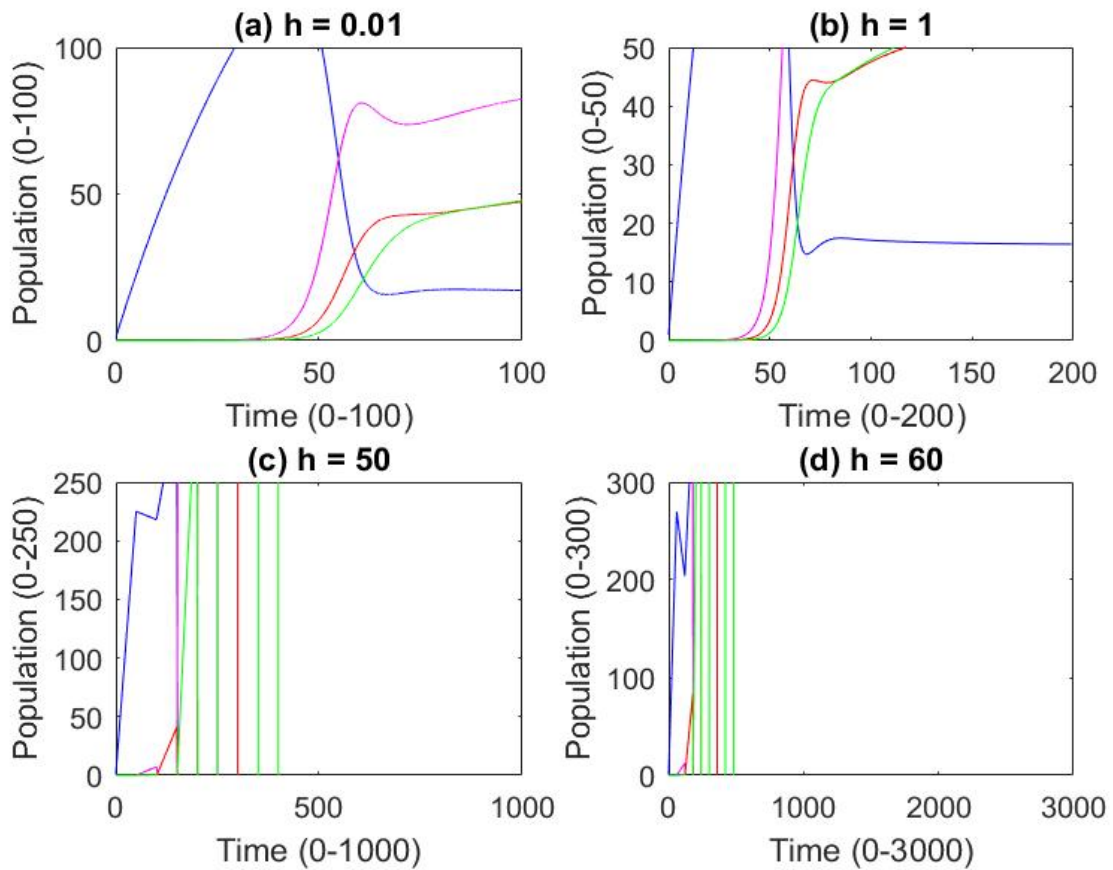 (a) h = 0.01
Population (0-100)
100
50
0
0 50 100
Time (0-100)
(b) h = 1
Population (0-50)
50
40
30
20
10
0
0 50 100 150 200
Time (0-200)
(c) h = 50
Population (0-250)
250
200
150
100
50
0
0 500 1000
Time (0-1000)
(d) h = 60
Population (0-300)
300
200
100
0
0 1000 2000 3000
Time (0-3000)